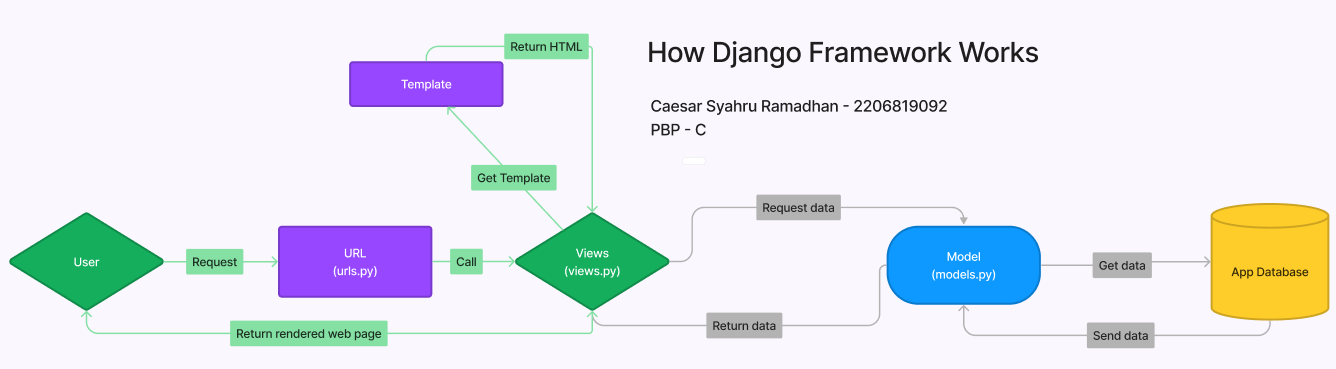 How Django Framework Works
Caesar Syahru Ramadhan - 2206819092
PBP - C
Return HTML
Template
Get Template
User
Request
URL
(urls.py)
Call
Views
(views.py)
Request data
Model
(models.py)
Get data
App Database
Return rendered web page
Return data
Send data